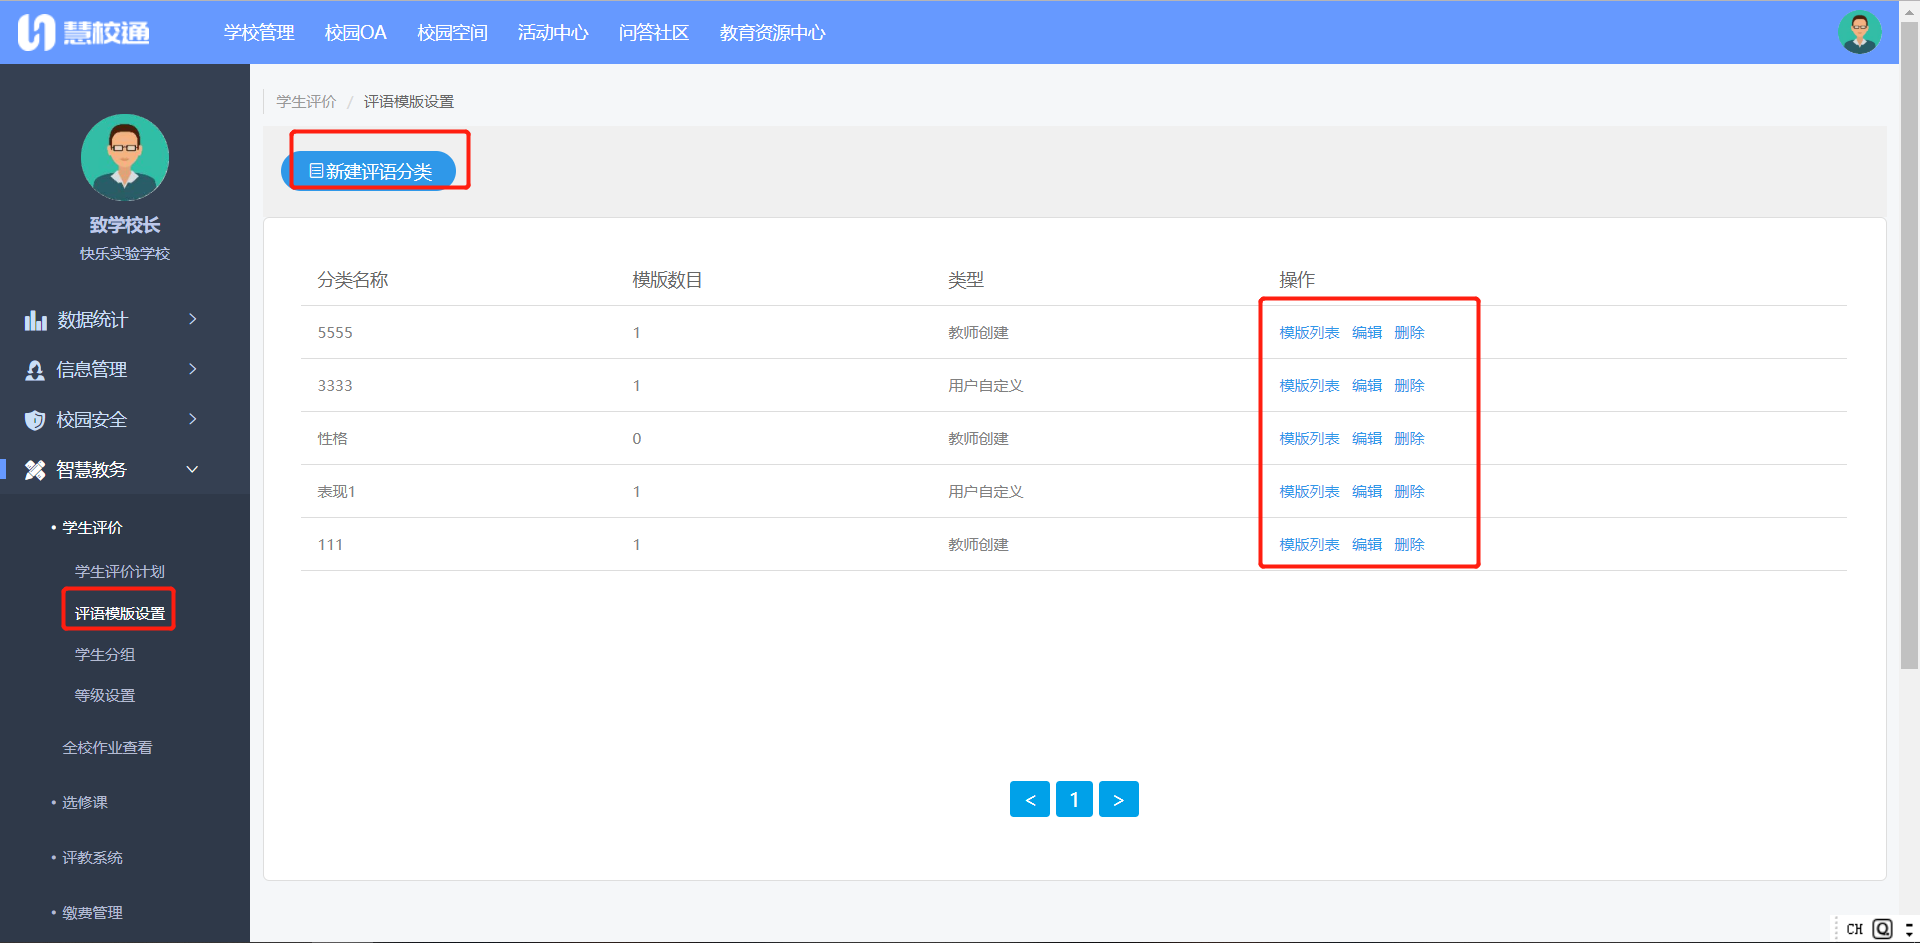 慧校通 学校管理 校园OA 校园空间 活动中心 问答社区 教育资源中心
致学校长
快乐实验学校
数据统计
信息管理
校园安全
智慧教务
• 学生评价
学生评价计划
评语模版设置
学生分组
等级设置
全校作业查看
• 选修课
• 评教系统
• 缴费管理
学生评价 / 评语模版设置
新建评语分类
分类名称 模版数目 类型 操作
5555 1 教师创建 模版列表 编辑 删除
3333 1 用户自定义 模版列表 编辑 删除
性格 0 教师创建 模版列表 编辑 删除
表现1 1 用户自定义 模版列表 编辑 删除
111 1 教师创建 模版列表 编辑 删除
< 1 >
CH